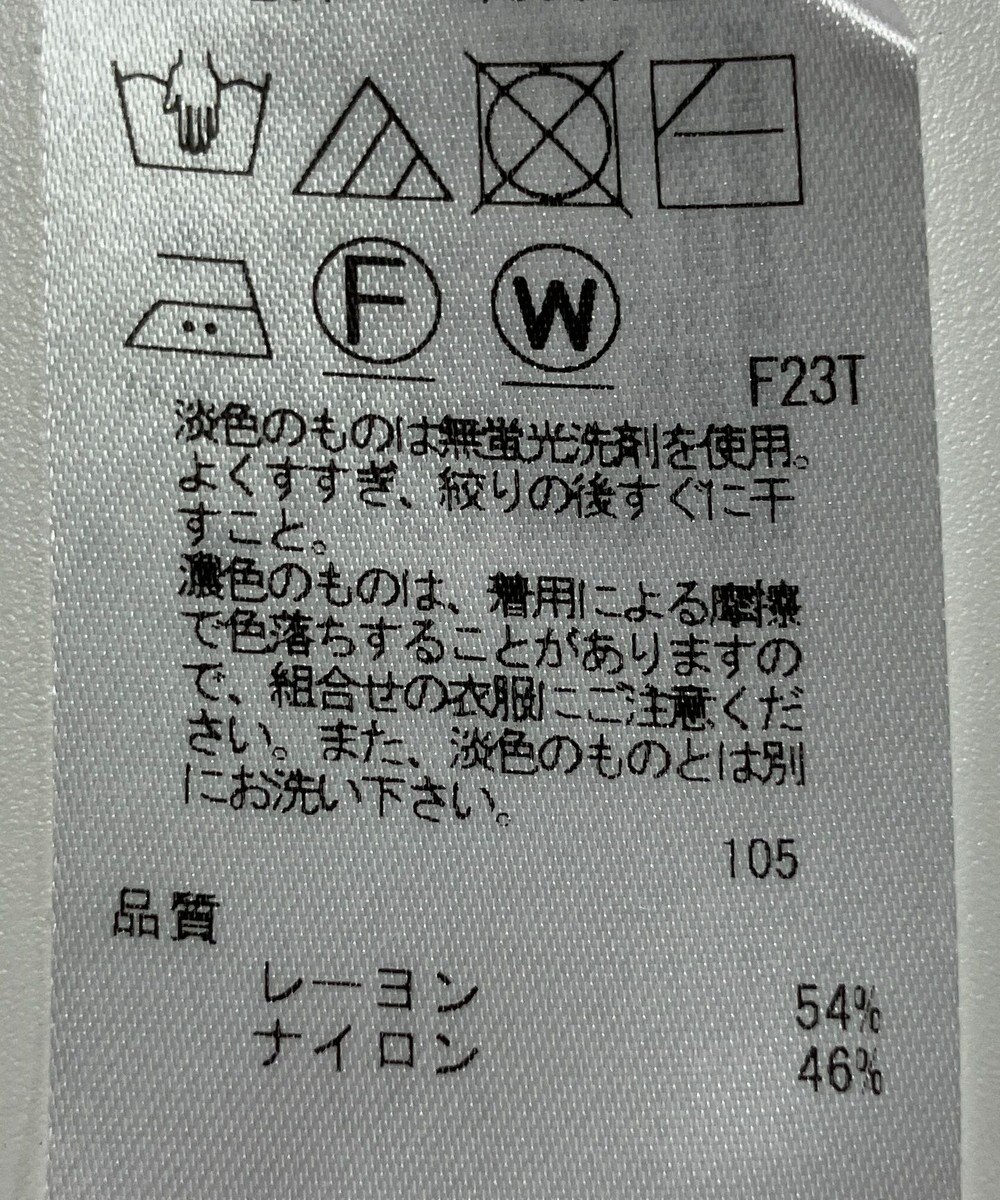 F
W
F23T
淡色のものは無蛍光洗剤を使用。
よくすすぎ、絞りの後すぐに干
すこと。
濃色のものは、着用による摩擦
で色落ちすることがありますの
で、組合せの衣服にご注意くだ
さい。また、淡色のものとは別
にお洗い下さい。
105
品質
レーヨン 54%
ナイロン 46%